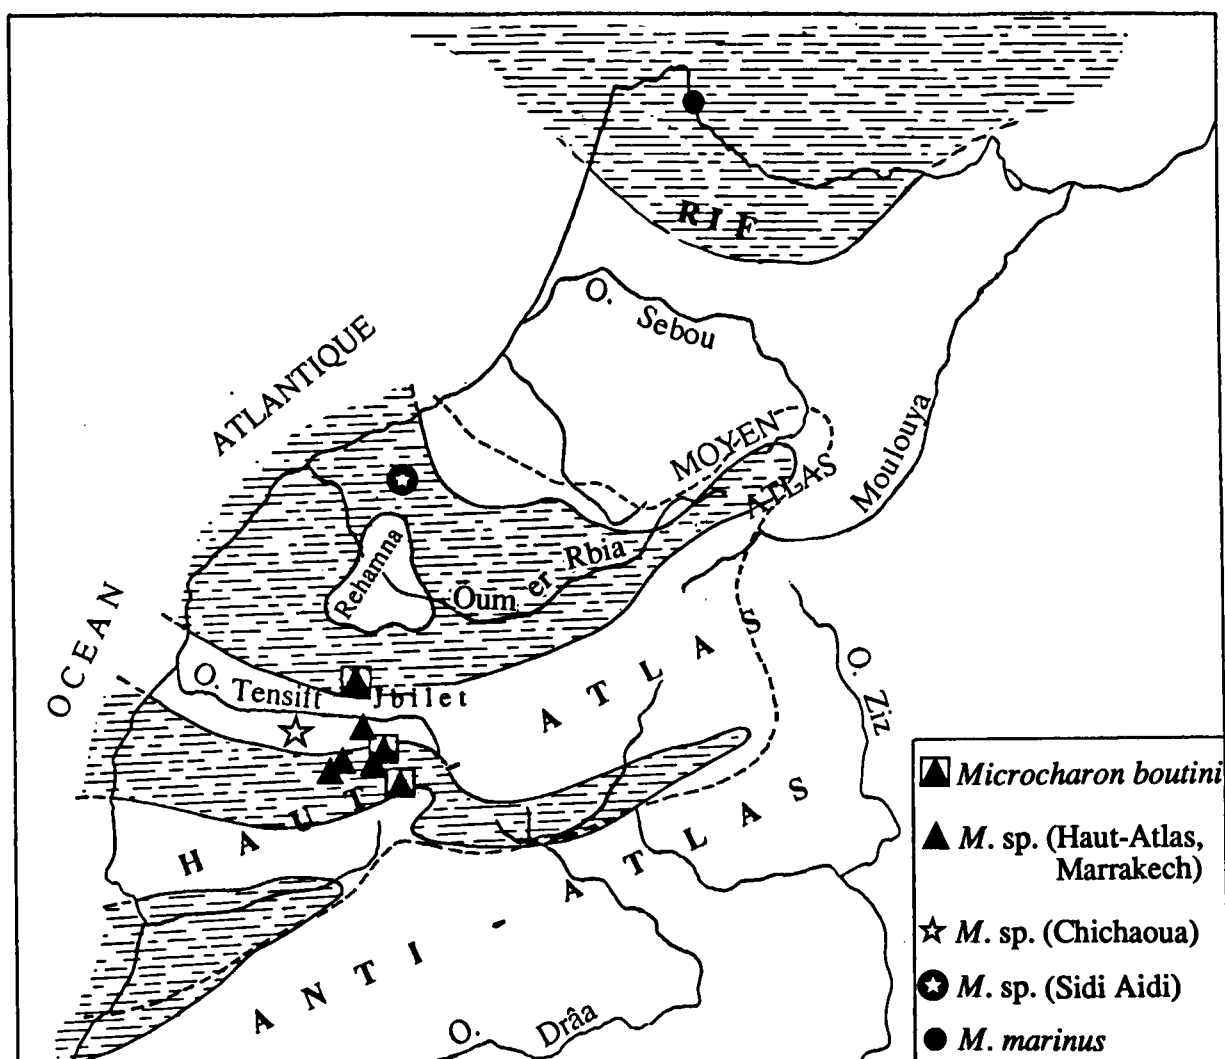 RIF
O. Sebou
ATLANTIQUE
OCEAN
MOYEN
ATLAS
Moulouya
Rehamna
Oum er Rbia
O. Tensift
Jbilet
HAUT
ATLAS
O. Ziz
ANTI - ATLAS
O. Drâa
Microcharon boutini
M. sp. (Haut-Atlas,
Marrakech)
M. sp. (Chichaoua)
M. sp. (Sidi Aidi)
M. marinus